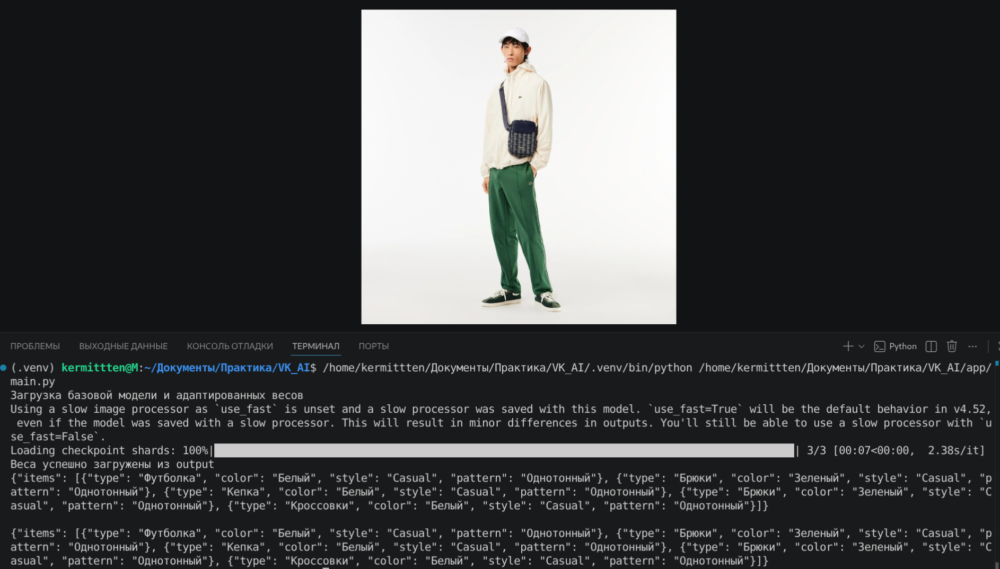 ПРОБЛЕМЫ ВЫХОДНЫЕ ДАННЫЕ КОНСОЛЬ ОТЛАДКИ ТЕРМИНАЛ ПОРТЫ Python
(.venv) kermittten@M:~/Документы/Практика/VK_AI$ /home/kermittten/Документы/Практика/VK_AI/.venv/bin/python /home/kermittten/Документы/Практика/VK_AI/app/
main.py
Загрузка базовой модели и адаптированных весов
Using a slow image processor as `use_fast` is unset and a slow processor was saved with this model. `use_fast=True` will be the default behavior in v4.52,
even if the model was saved with a slow processor. This will result in minor differences in outputs. You'll still be able to use a slow processor with `u
se_fast=False`.
Loading checkpoint shards: 100%| | 3/3 [00:07<00:00, 2.38s/it]
Веса успешно загружены из output
{"items": [{"type": "Футболка", "color": "Белый", "style": "Casual", "pattern": "Однотонный"}, {"type": "Брюки", "color": "Зеленый", "style": "Casual", "p
attern": "Однотонный"}, {"type": "Кепка", "color": "Белый", "style": "Casual", "pattern": "Однотонный"}, {"type": "Брюки", "color": "Зеленый", "style": "C
asual", "pattern": "Однотонный"}, {"type": "Кроссовки", "color": "Белый", "style": "Casual", "pattern": "Однотонный"}]}
{"items": [{"type": "Футболка", "color": "Белый", "style": "Casual", "pattern": "Однотонный"}, {"type": "Брюки", "color": "Зеленый", "style": "Casual", "p
attern": "Однотонный"}, {"type": "Кепка", "color": "Белый", "style": "Casual", "pattern": "Однотонный"}, {"type": "Брюки", "color": "Зеленый", "style": "C
asual", "pattern": "Однотонный"}, {"type": "Кроссовки", "color": "Белый", "style": "Casual", "pattern": "Однотонный"}]}